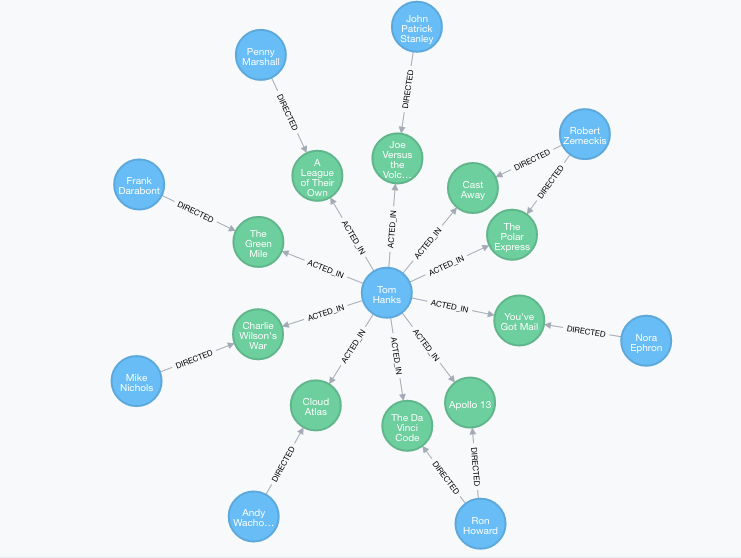 John
Patrick
Stanley
Penny
Marshall
DIRECTED
DIRECTED
Robert
Zemeckis
Joe
Versus
the
Volc...
A
League
of Their
Own
DIRECTED
DIRECTED
Cast
Away
Frank
Darabont
DIRECTED
The
Green
Mile
ACTED_IN
ACTED_IN
ACTED_IN
The
Polar
Express
ACTED_IN
ACTED_IN
Tom
Hanks
ACTED_IN
ACTED_IN
You've
Got Mail
DIRECTED
Nora
Ephron
Charlie
Wilson's
War
DIRECTED
Mike
Nichols
ACTED_IN
ACTED_IN
ACTED_IN
Cloud
Atlas
The Da
Vinci
Code
Apollo 13
DIRECTED
DIRECTED
DIRECTED
Andy
Wacho...
Ron
Howard